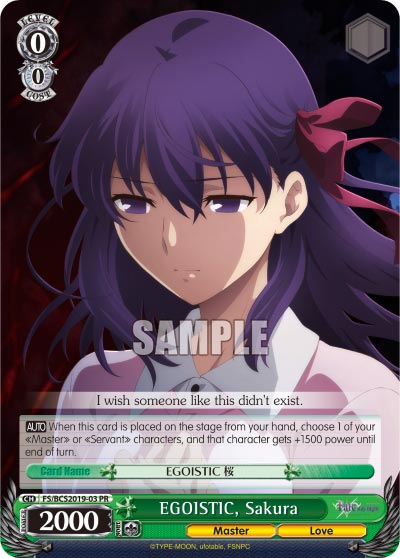 LEVEL
0
0
COST
SAMPLE
I wish someone like this didn't exist.
AUTO When this card is placed on the stage from your hand, choose 1 of your
«Master» or «Servant» characters, and that character gets +1500 power until
end of turn.
Card Name EGOISTIC 桜
CH FS/BCS2019-03 PR
2000
EGOISTIC, Sakura
Master Love
©TYPE-MOON, ufotable, FSNPC